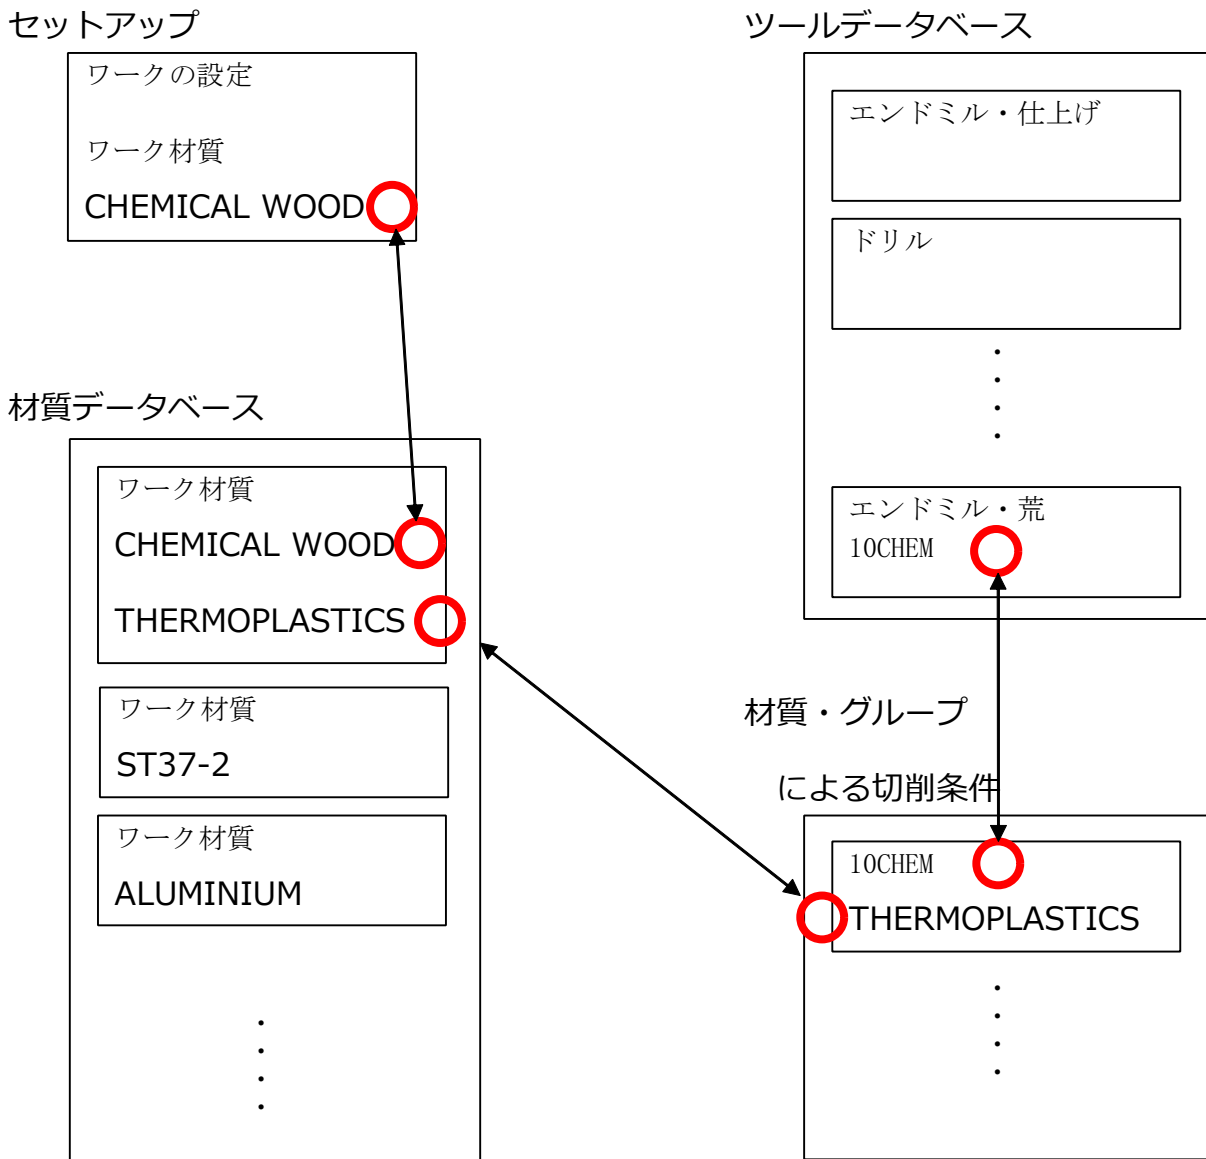 セットアップ
ワークの設定
ワーク材質
CHEMICAL WOOD
材質データベース
ワーク材質
CHEMICAL WOOD
THERMOPLASTICS
ワーク材質
ST37-2
ワーク材質
ALUMINIUM
ツールデータベース
エンドミル・仕上げ
ドリル
エンドミル・荒
10CHEM
材質・グループ
による切削条件
10CHEM
THERMOPLASTICS